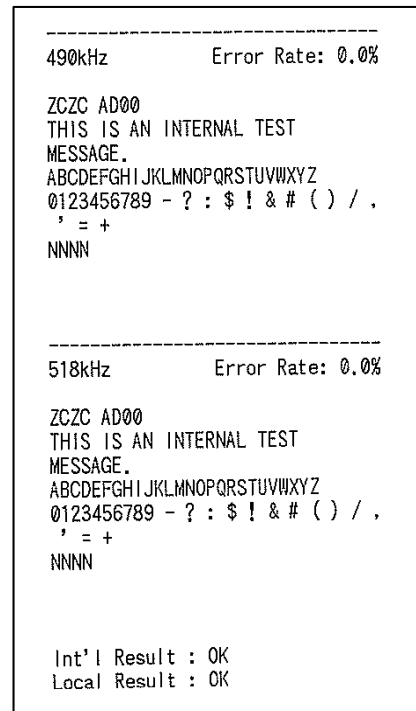 --------------------------------
490kHz Error Rate: 0.0%
ZCZC AD00
THIS IS AN INTERNAL TEST
MESSAGE.
ABCDEFGHIJKLMNOPQRSTUVWXYZ
0123456789 - ? : $ ! & # ( ) / ,
' = +
NNNN
--------------------------------
518kHz Error Rate: 0.0%
ZCZC AD00
THIS IS AN INTERNAL TEST
MESSAGE.
ABCDEFGHIJKLMNOPQRSTUVWXYZ
0123456789 - ? : $ ! & # ( ) / ,
' = +
NNNN
Int'l Result : OK
Local Result : OK